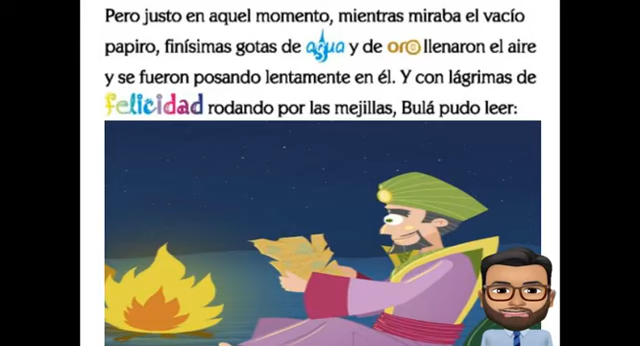 Pero justo en aquel momento, mientras miraba el vacío
papiro, finísimas gotas de agua y de oro llenaron el aire
y se fueron posando lentamente en él. Y con lágrimas de
felicidad rodando por las mejillas, Bulá pudo leer: